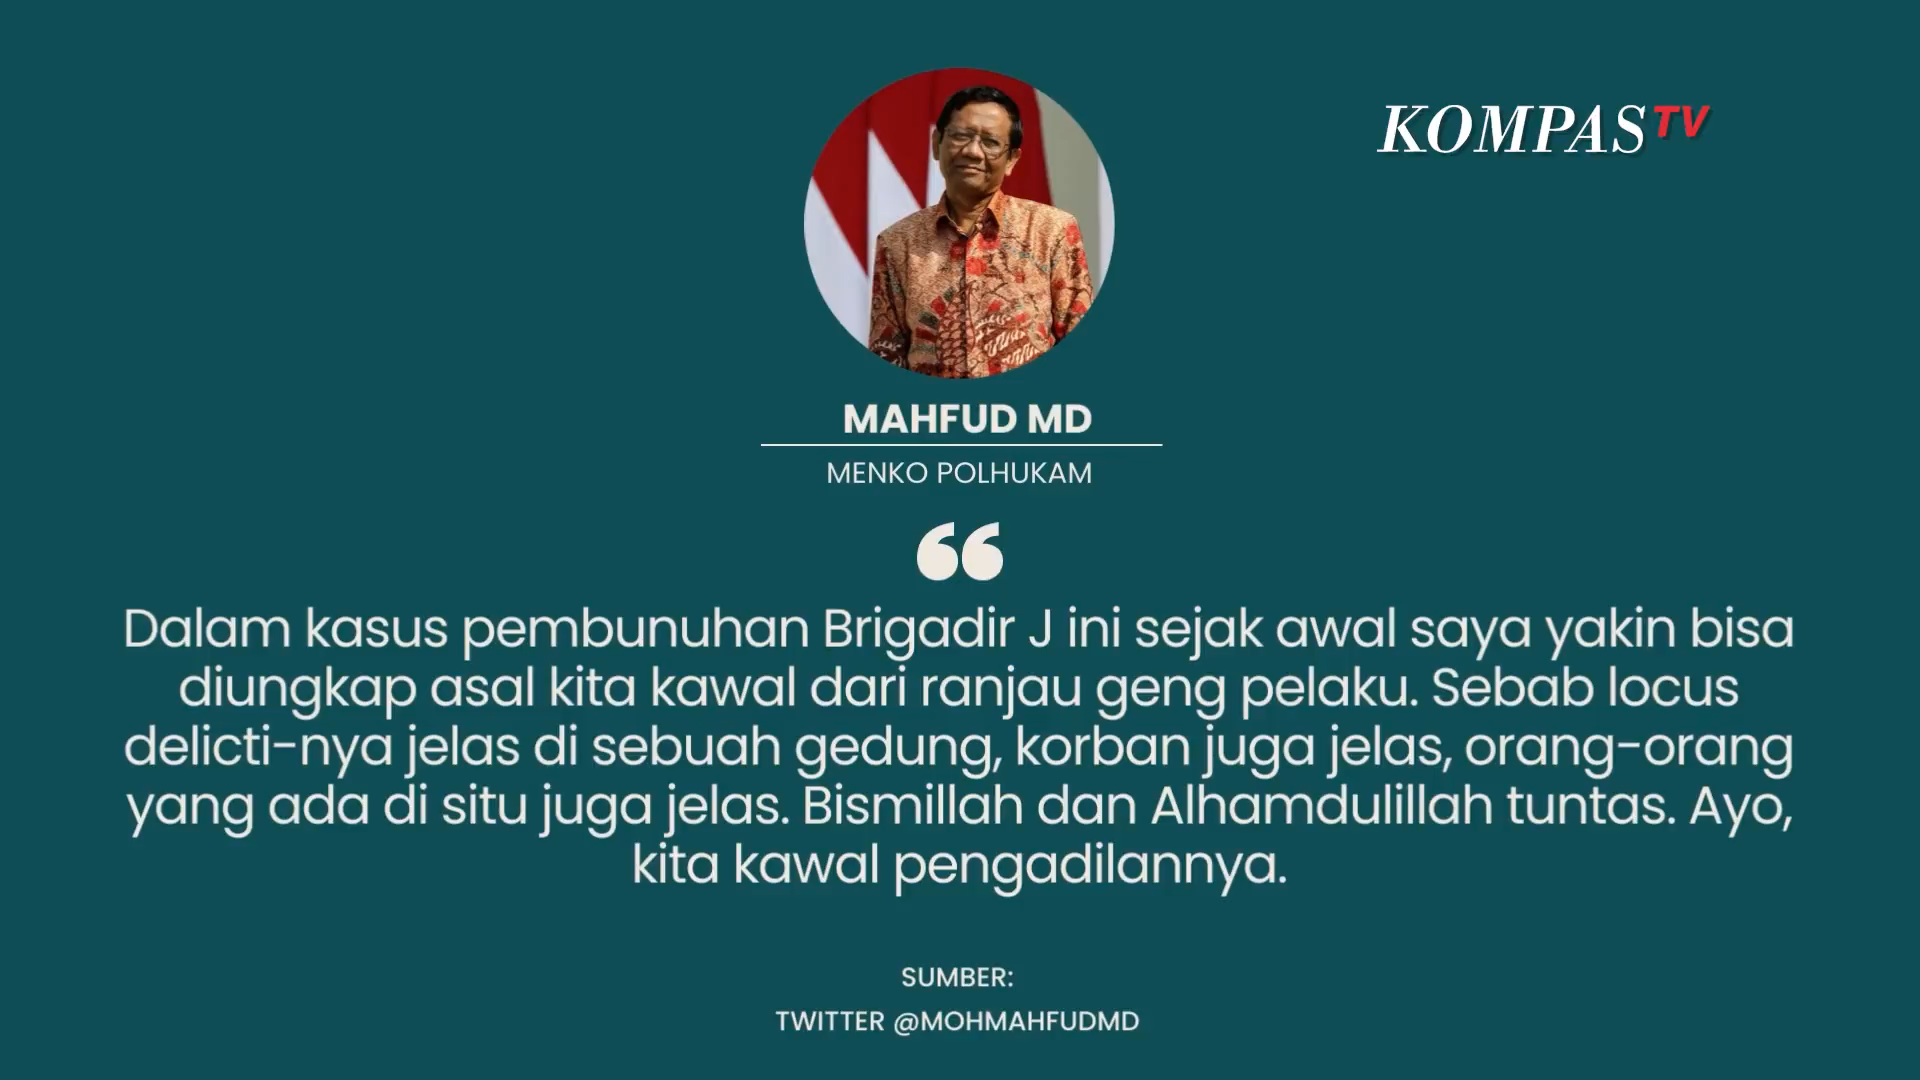 KOMPAS TV
MAHFUD MD
MENKO POLHUKAM
“
Dalam kasus pembunuhan Brigadir J ini sejak awal saya yakin bisa
diungkap asal kita kawal dari ranjau geng pelaku. Sebab locus
delicti-nya jelas di sebuah gedung, korban juga jelas, orang-orang
yang ada di situ juga jelas. Bismillah dan Alhamdulillah tuntas. Ayo,
kita kawal pengadilannya.
SUMBER:
TWITTER @MOHMAHFUDMD